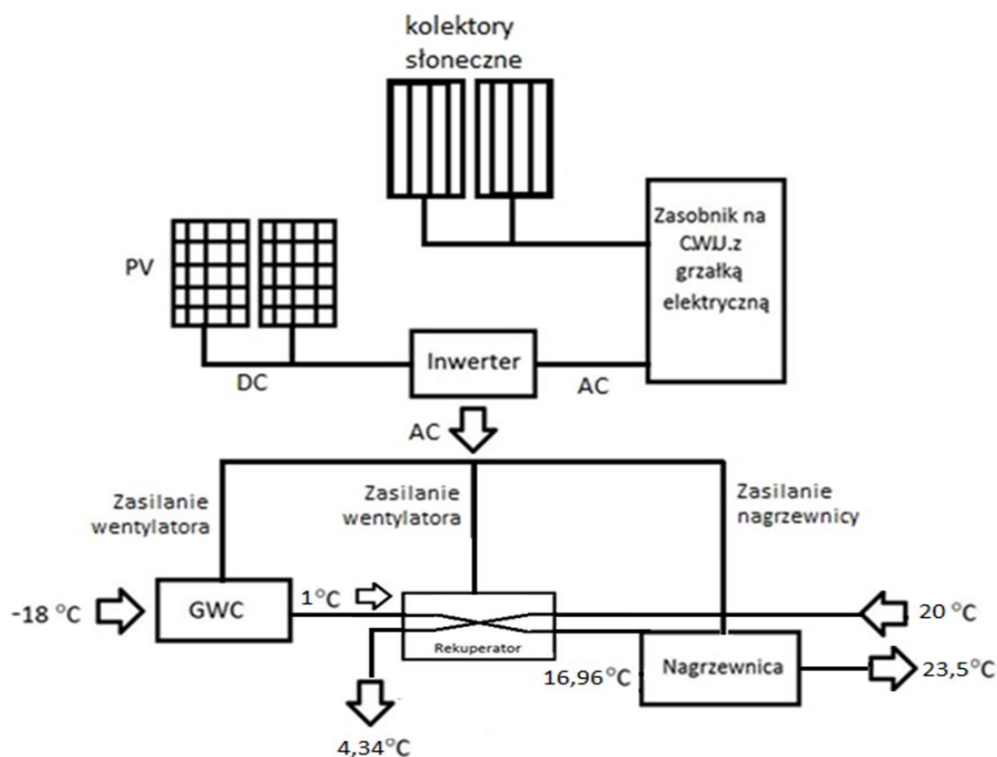 kolektory
słoneczne
Zasobnik na
C.W.U. z
grzałką
elektryczną
PV
Inwerter
DC
AC
AC
Zasilanie
wentylatora
Zasilanie
wentylatora
Zasilanie
nagrzewnicy
-18 °C
GWC
1°C
20 °C
Rekuperator
16,96°C
Nagrzewnica
23,5°C
4,34°C